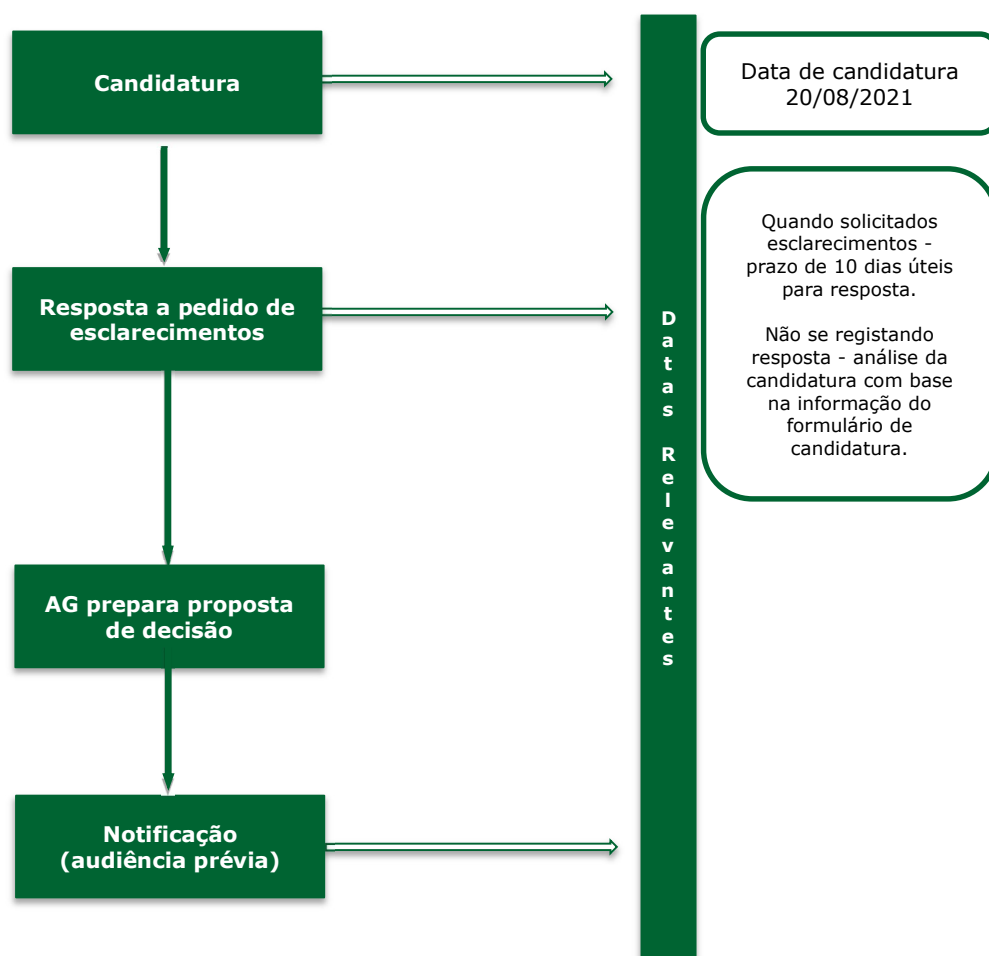 Candidatura
Data de candidatura
20/08/2021
Resposta a pedido de
esclarecimentos
Quando solicitados
esclarecimentos -
prazo de 10 dias úteis
para resposta.
Não se registando
resposta - análise da
candidatura com base
na informação do
formulário de
candidatura.
Datas Relevantes
AG prepara proposta
de decisão
Notificação
(audiência prévia)